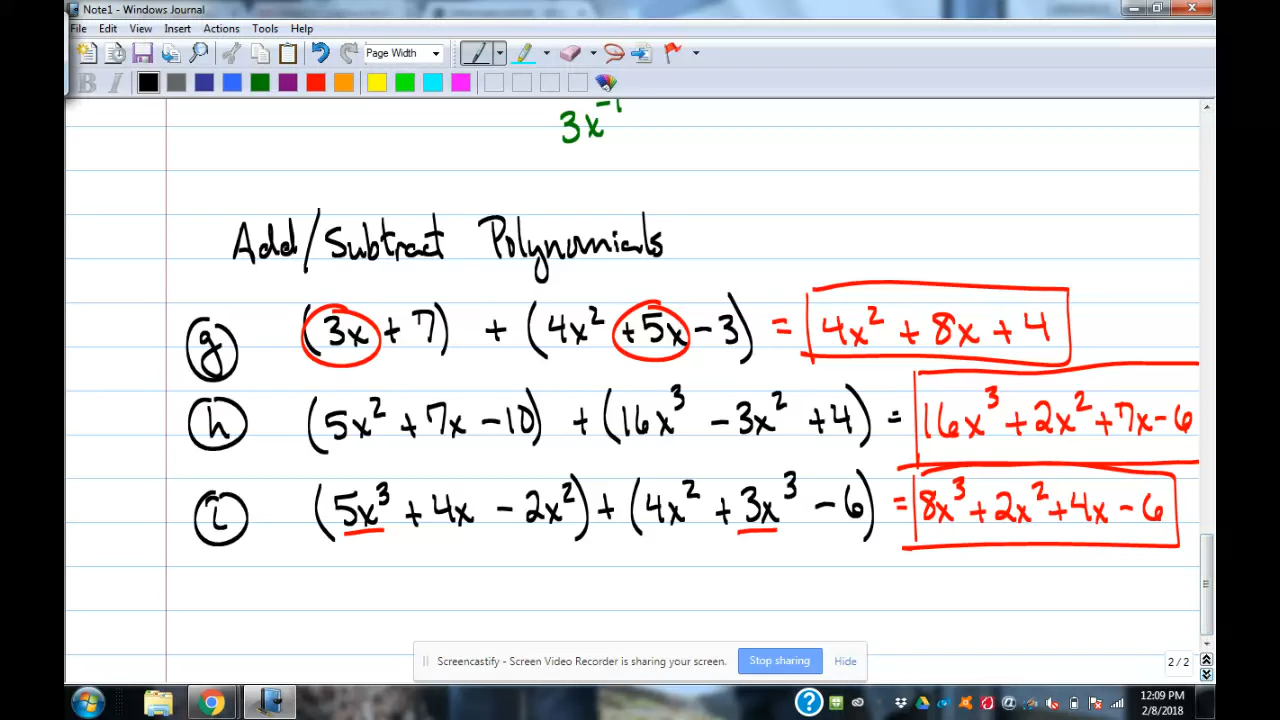 Note1 - Windows Journal
File Edit View Insert Actions Tools Help
Page Width
B I
3x⁻¹
Add/Subtract Polynomials
g (3x + 7) + (4x² + 5x - 3) = 4x² + 8x + 4
h (5x² + 7x - 10) + (16x³ - 3x² + 4) = 16x³ + 2x² + 7x - 6
i (5x³ + 4x - 2x²) + (4x² + 3x³ - 6) = 8x³ + 2x² + 4x - 6
Screencastify - Screen Video Recorder is sharing your screen. Stop sharing Hide
2 / 2
12:09 PM
2/8/2018